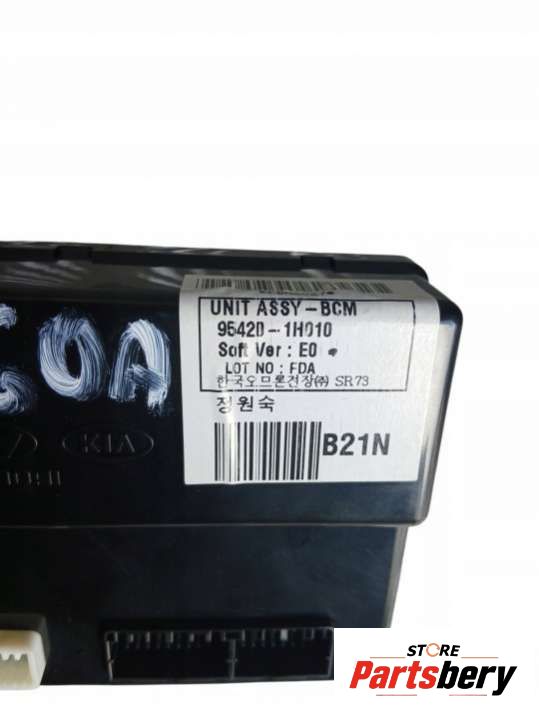 UNIT ASSY-BCM
95420-1H010
Soft Ver : E0
LOT NO : FDA
한국오므론전장(주) SR73
정원숙
B21N
KIA
STORE
Partsbery